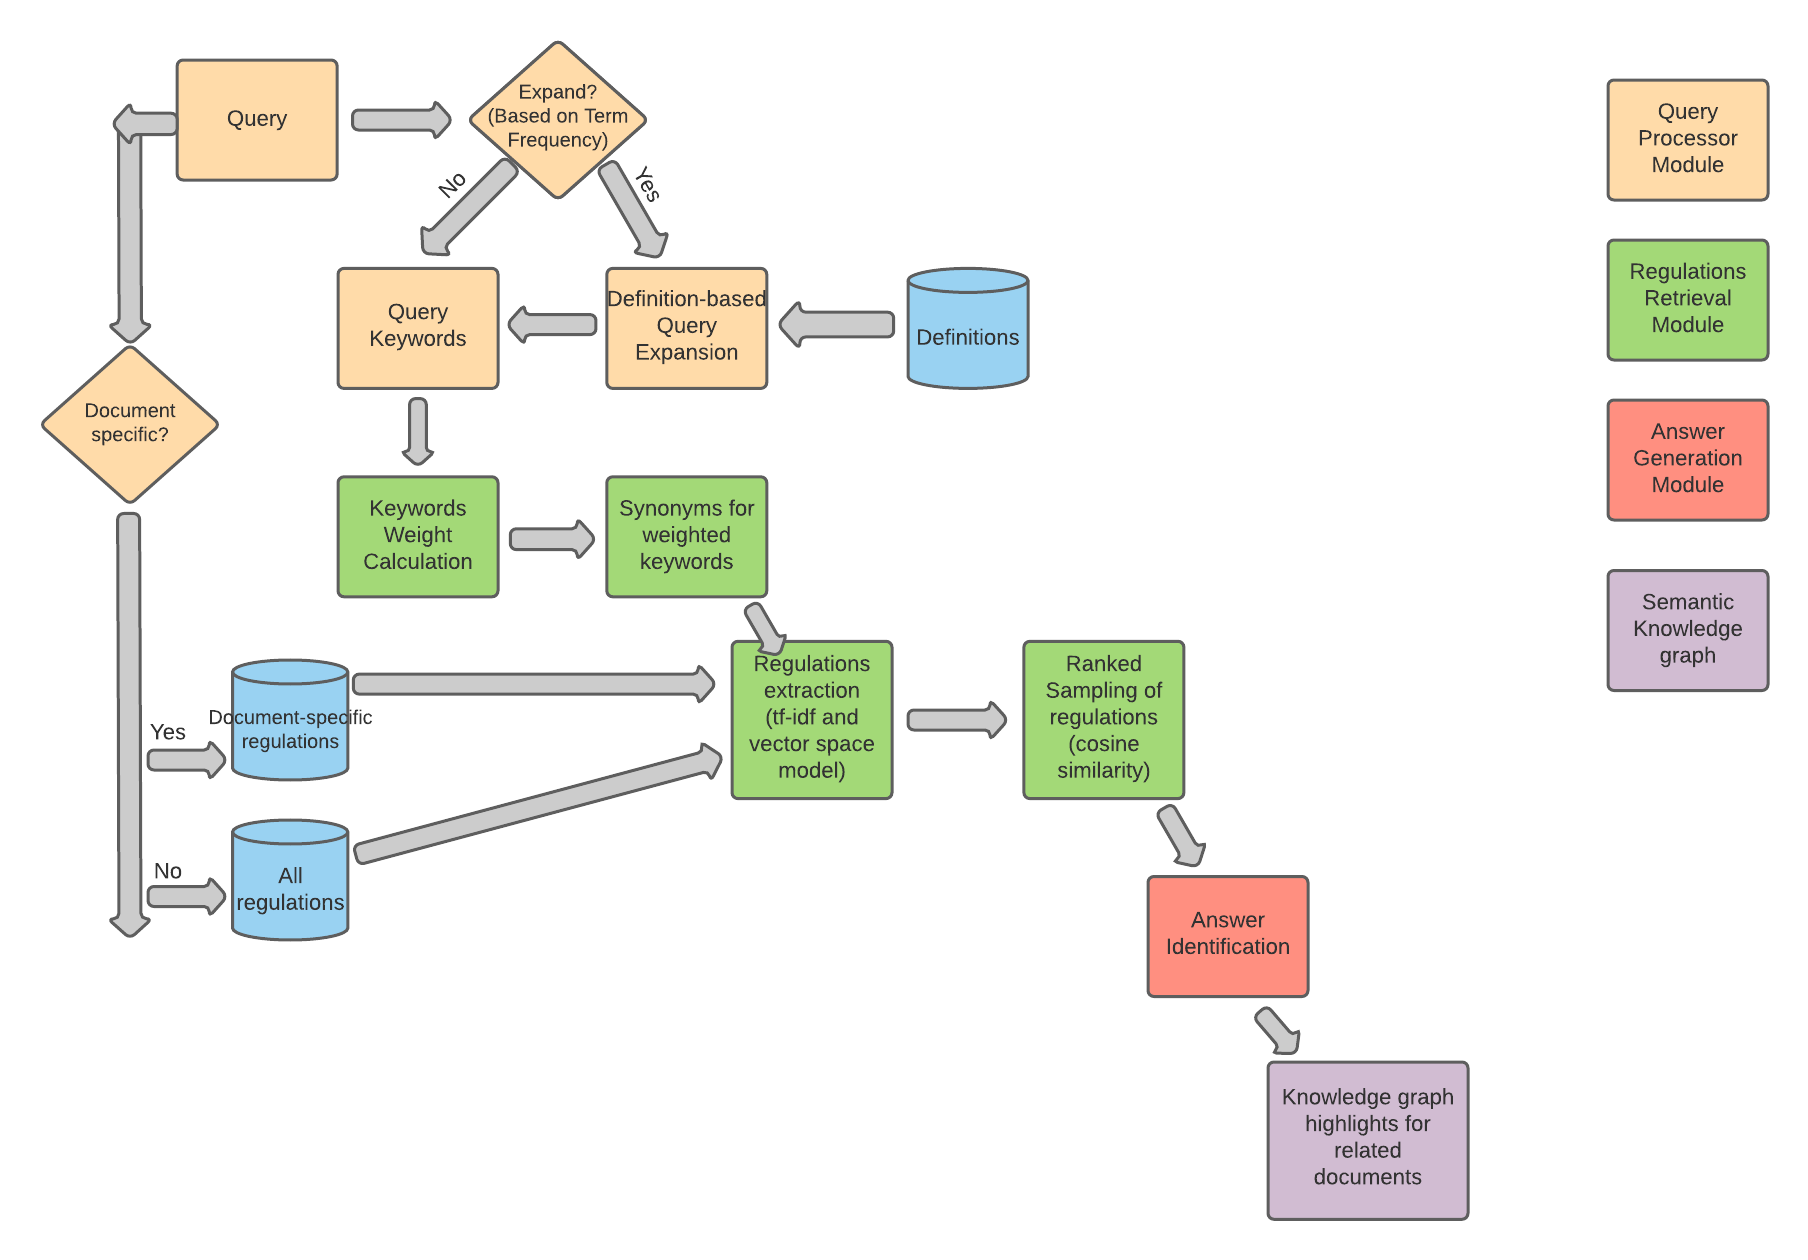 Query
Expand?
(Based on Term
Frequency)
No
Yes
Query
Keywords
Definition-based
Query
Expansion
Definitions
Document
specific?
Keywords
Weight
Calculation
Synonyms for
weighted
keywords
Yes
Document-specific
regulations
No
All
regulations
Regulations
extraction
(tf-idf and
vector space
model)
Ranked
Sampling of
regulations
(cosine
similarity)
Answer
Identification
Knowledge graph
highlights for
related
documents
Query
Processor
Module
Regulations
Retrieval
Module
Answer
Generation
Module
Semantic
Knowledge
graph